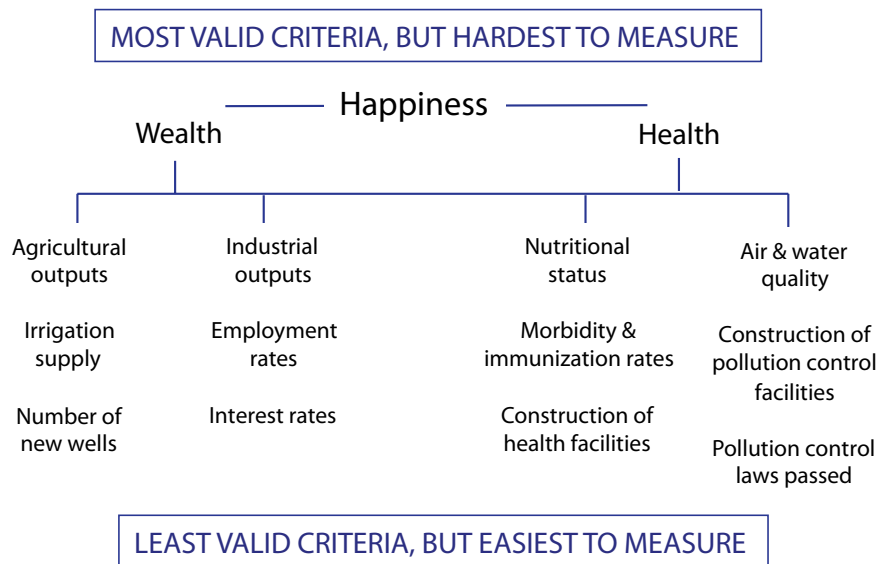 MOST VALID CRITERIA, BUT HARDEST TO MEASURE
Happiness
Wealth
Health
Agricultural
outputs
Irrigation
supply
Number of
new wells
Industrial
outputs
Employment
rates
Interest rates
Nutritional
status
Morbidity &
immunization rates
Construction of
health facilities
Air & water
quality
Construction of
pollution control
facilities
Pollution control
laws passed
LEAST VALID CRITERIA, BUT EASIEST TO MEASURE